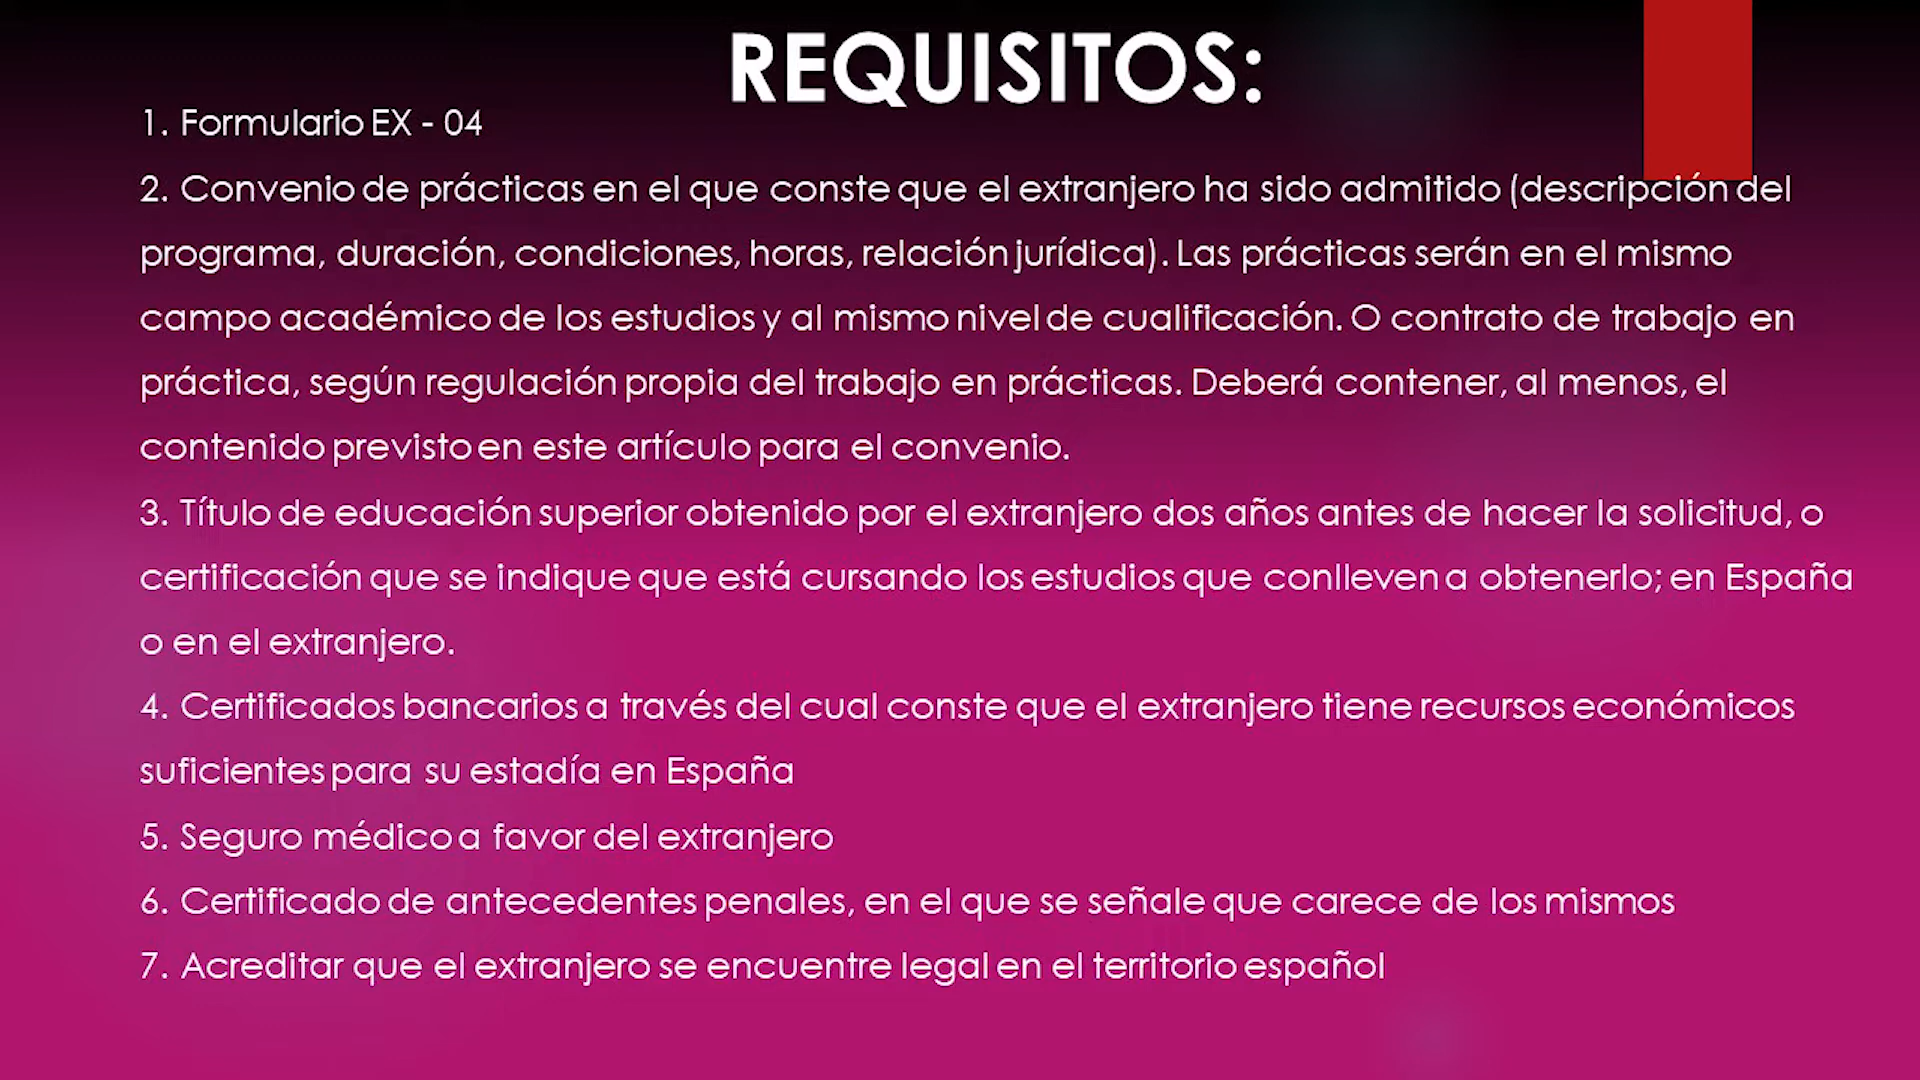 REQUISITOS:
1. Formulario EX - 04
2. Convenio de prácticas en el que conste que el extranjero ha sido admitido (descripción del
programa, duración, condiciones, horas, relación jurídica). Las prácticas serán en el mismo
campo académico de los estudios y al mismo nivel de cualificación. O contrato de trabajo en
práctica, según regulación propia del trabajo en prácticas. Deberá contener, al menos, el
contenido previsto en este artículo para el convenio.
3. Título de educación superior obtenido por el extranjero dos años antes de hacer la solicitud, o
certificación que se indique que está cursando los estudios que conlleven a obtenerlo; en España
o en el extranjero.
4. Certificados bancarios a través del cual conste que el extranjero tiene recursos económicos
suficientes para su estadía en España
5. Seguro médico a favor del extranjero
6. Certificado de antecedentes penales, en el que se señale que carece de los mismos
7. Acreditar que el extranjero se encuentre legal en el territorio español